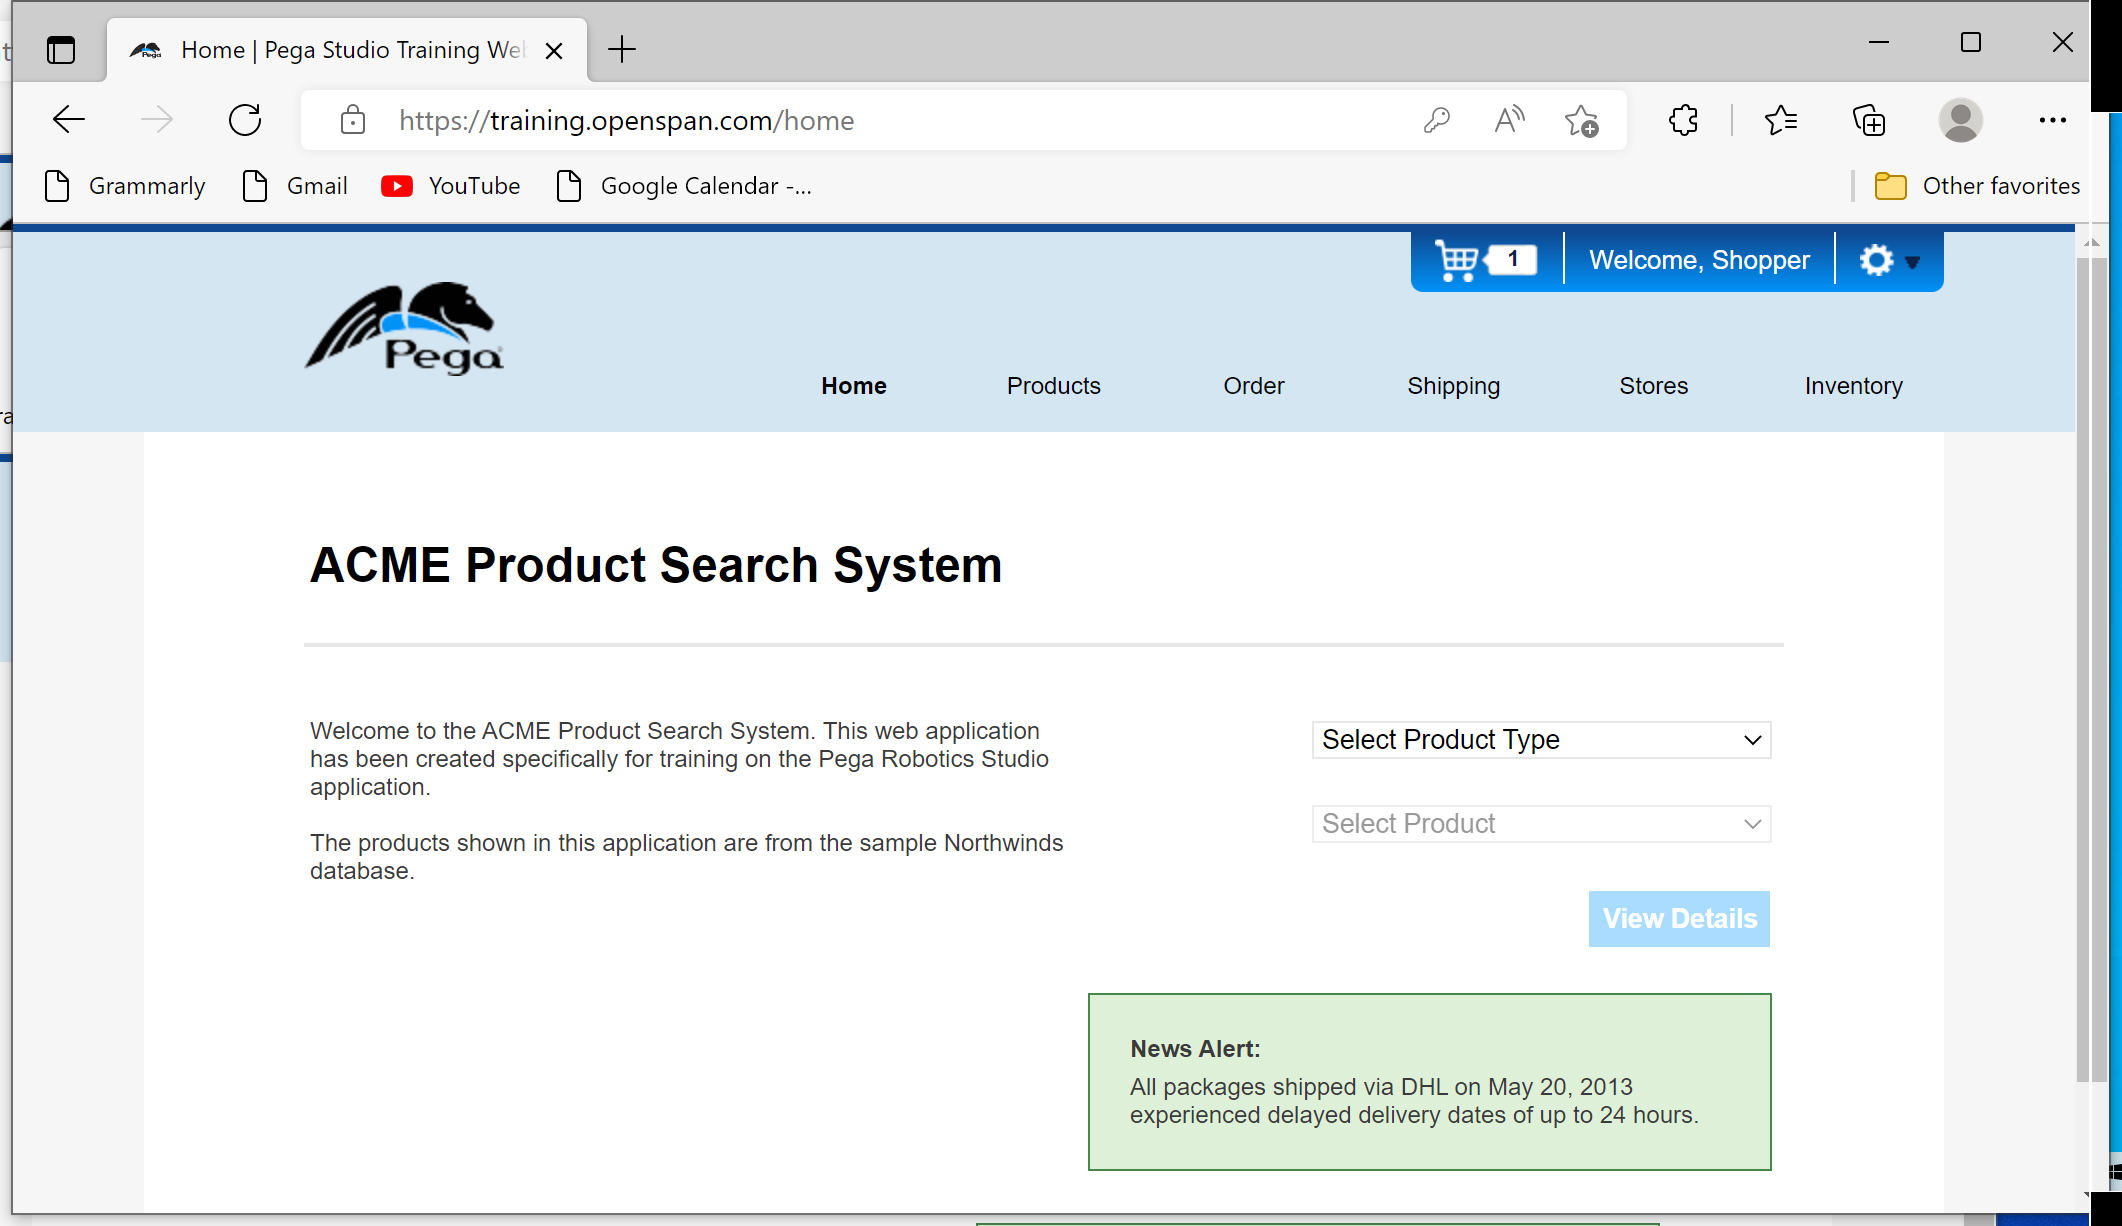 Home | Pega Studio Training Wel
https://training.openspan.com/home
Grammarly
Gmail
YouTube
Google Calendar -...
Other favorites
1
Welcome, Shopper
Pega
Home
Products
Order
Shipping
Stores
Inventory
ACME Product Search System
Welcome to the ACME Product Search System. This web application
has been created specifically for training on the Pega Robotics Studio
application.
The products shown in this application are from the sample Northwinds
database.
Select Product Type
Select Product
View Details
News Alert:
All packages shipped via DHL on May 20, 2013
experienced delayed delivery dates of up to 24 hours.